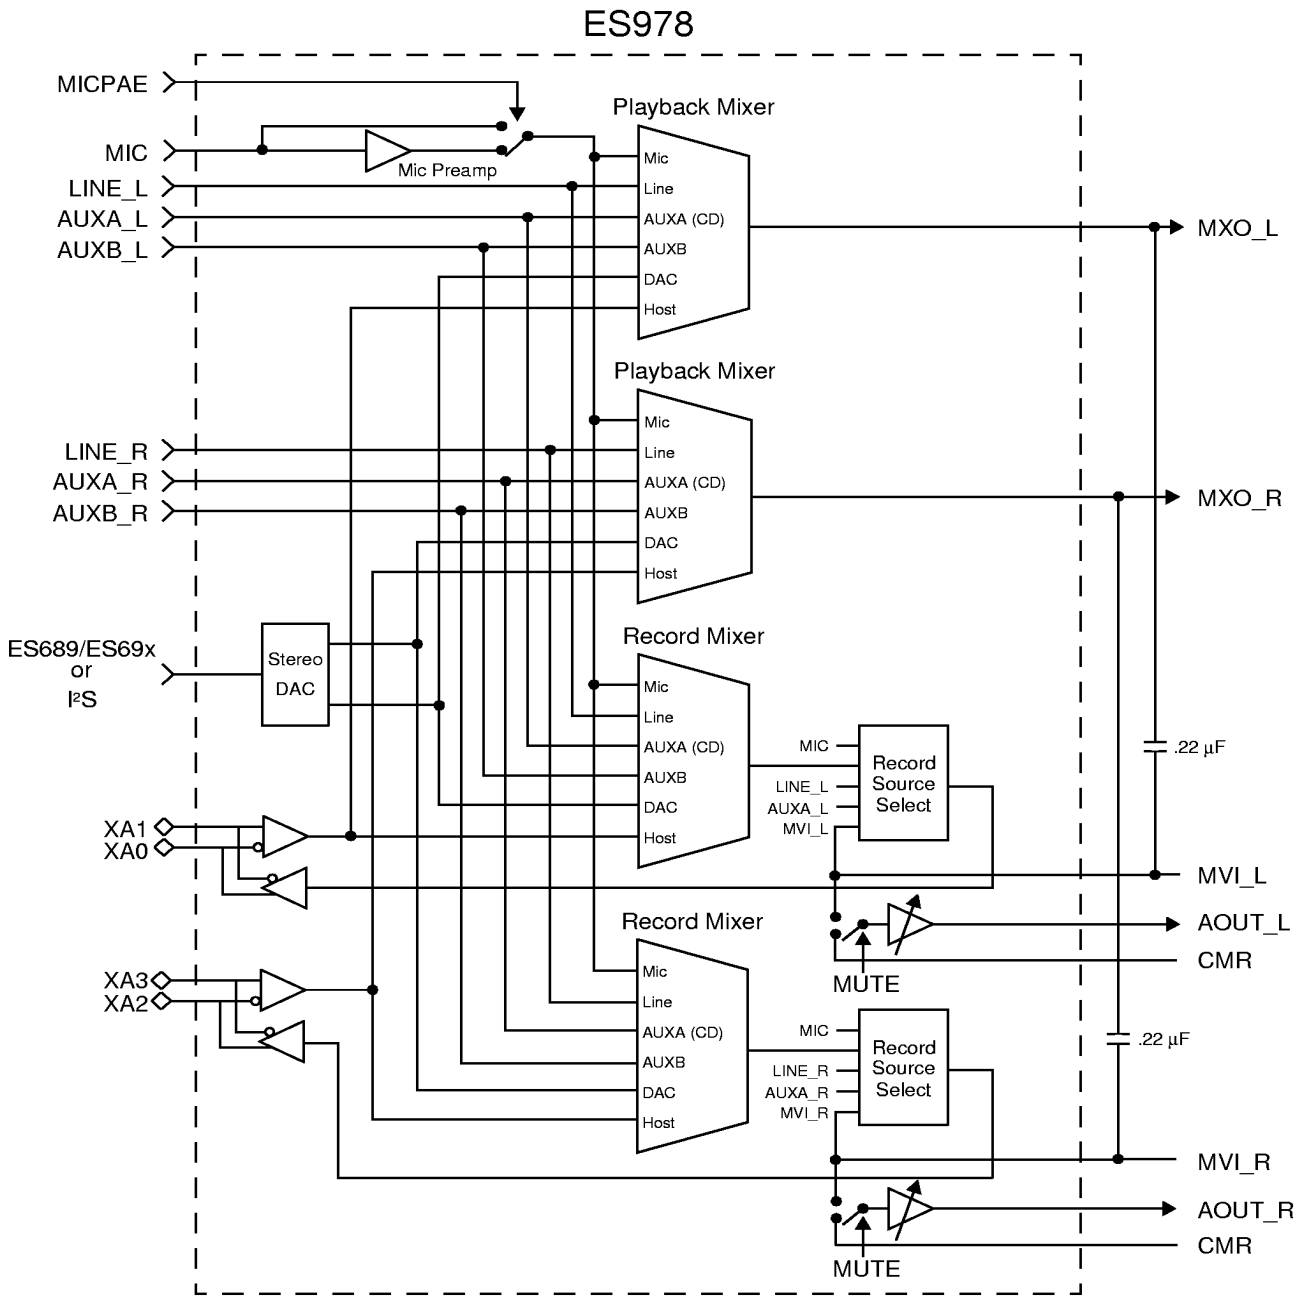 ES978
MICPAE
Playback Mixer
MIC
Mic Preamp
Mic
LINE_L
Line
AUXA_L
AUXA (CD)
MXO_L
AUXB_L
AUXB
DAC
Host
Playback Mixer
Mic
LINE_R
Line
AUXA_R
AUXA (CD)
MXO_R
AUXB_R
AUXB
DAC
Host
Record Mixer
ES689/ES69x
or
I²S
Stereo
DAC
Mic
Line
AUXA (CD)
AUXB
DAC
Host
MIC
LINE_L
AUXA_L
MVI_L
Record
Source
Select
.22 µF
XA1
XA0
MVI_L
AOUT_L
CMR
MUTE
Record Mixer
XA3
XA2
Mic
Line
AUXA (CD)
AUXB
DAC
Host
MIC
LINE_R
AUXA_R
MVI_R
Record
Source
Select
.22 µF
MVI_R
AOUT_R
CMR
MUTE